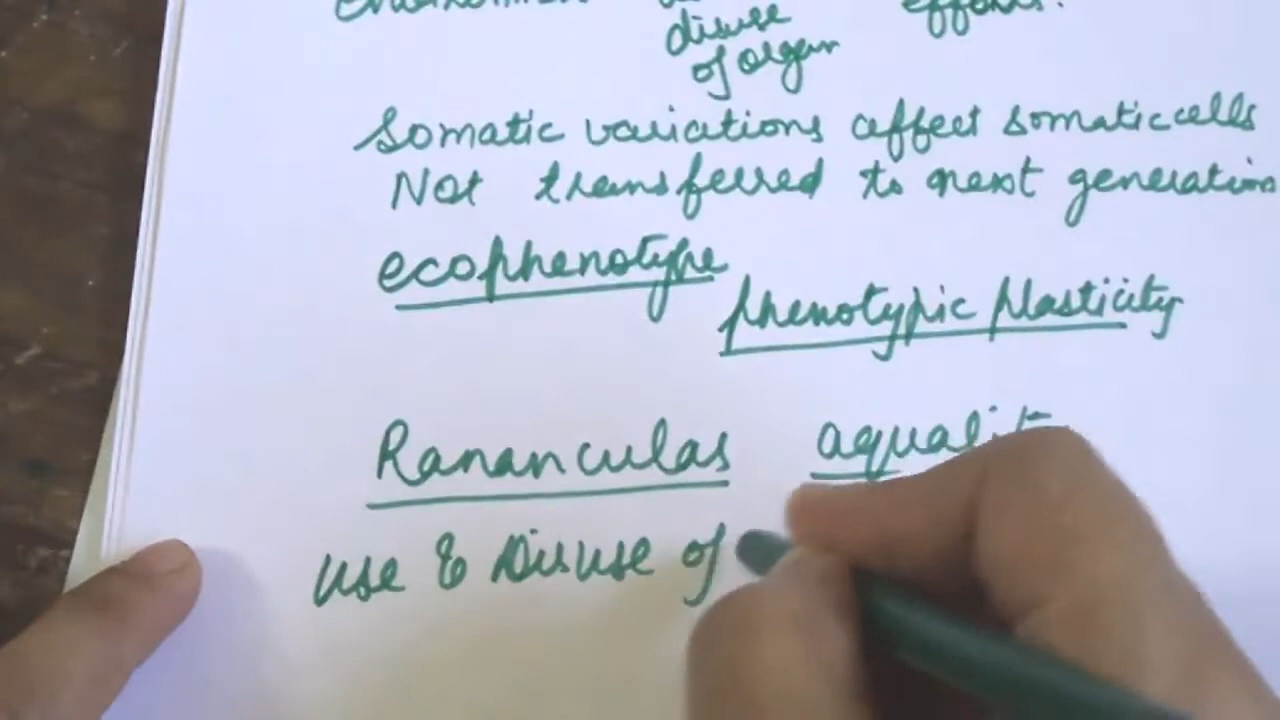 disuse
of organ
Somatic variations affect somatic cells
Not transferred to next generation
ecophenotype
phenotypic plasticity
Rananculas
use & Disuse of